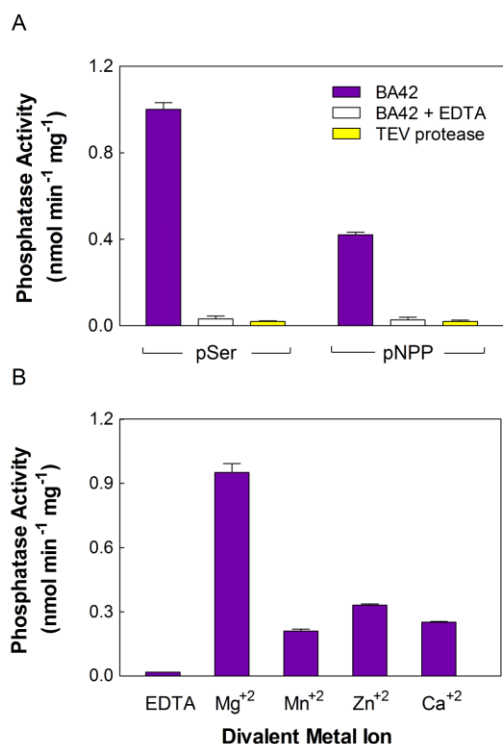 A
Phosphatase Activity
(nmol min⁻¹ mg⁻¹)
1.2
0.8
0.4
0.0
BA42
BA42 + EDTA
TEV protease
pSer
pNPP
B
Phosphatase Activity
(nmol min⁻¹ mg⁻¹)
1.2
0.9
0.6
0.3
0.0
EDTA Mg⁺² Mn⁺² Zn⁺² Ca⁺²
Divalent Metal Ion